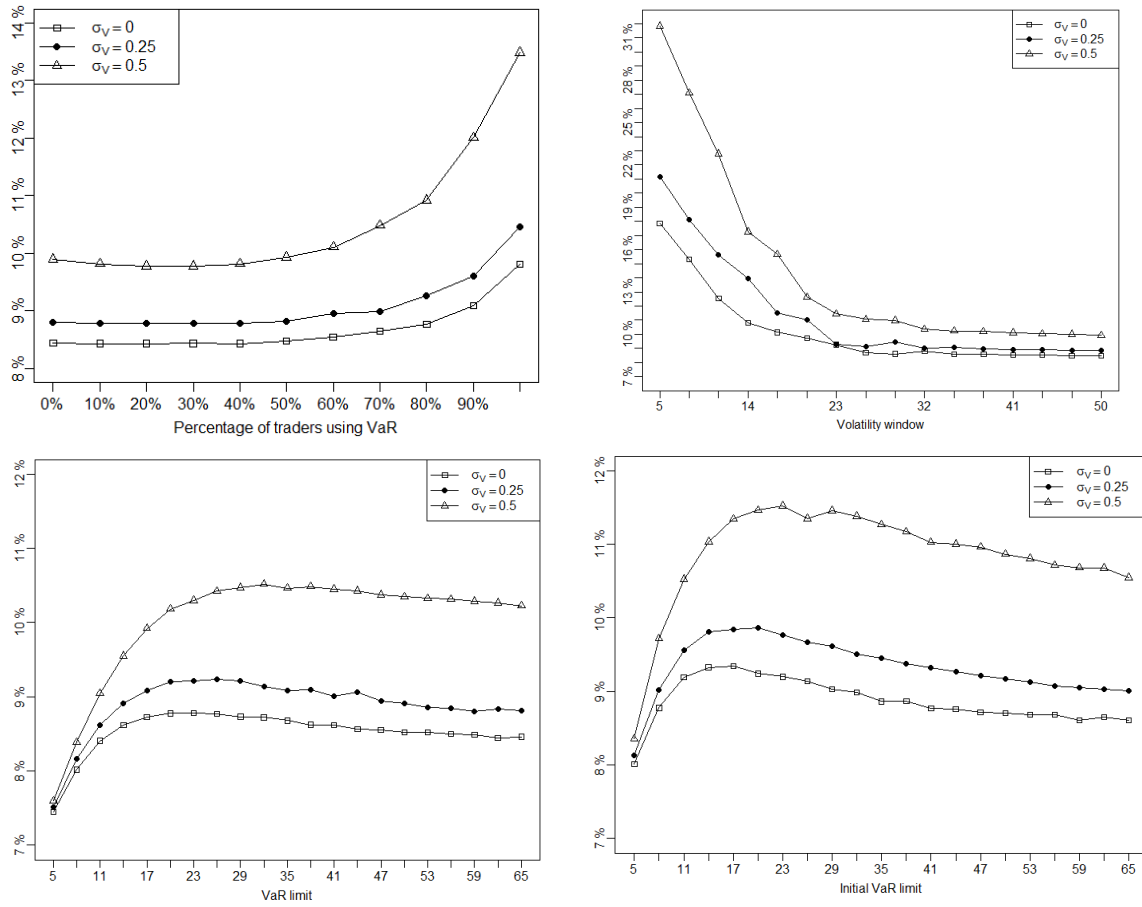 14 %
13 %
12 %
11 %
10 %
9 %
8 %
σV = 0
σV = 0.25
σV = 0.5
0% 10% 20% 30% 40% 50% 60% 70% 80% 90%
Percentage of traders using VaR
31 %
28 %
25 %
22 %
19 %
16 %
13 %
10 %
7 %
σV = 0
σV = 0.25
σV = 0.5
5 14 23 32 41 50
Volatility window
12 %
11 %
10 %
9 %
8 %
7 %
σV = 0
σV = 0.25
σV = 0.5
5 11 17 23 29 35 41 47 53 59 65
VaR limit
12 %
11 %
10 %
9 %
8 %
7 %
σV = 0
σV = 0.25
σV = 0.5
5 11 17 23 29 35 41 47 53 59 65
Initial VaR limit